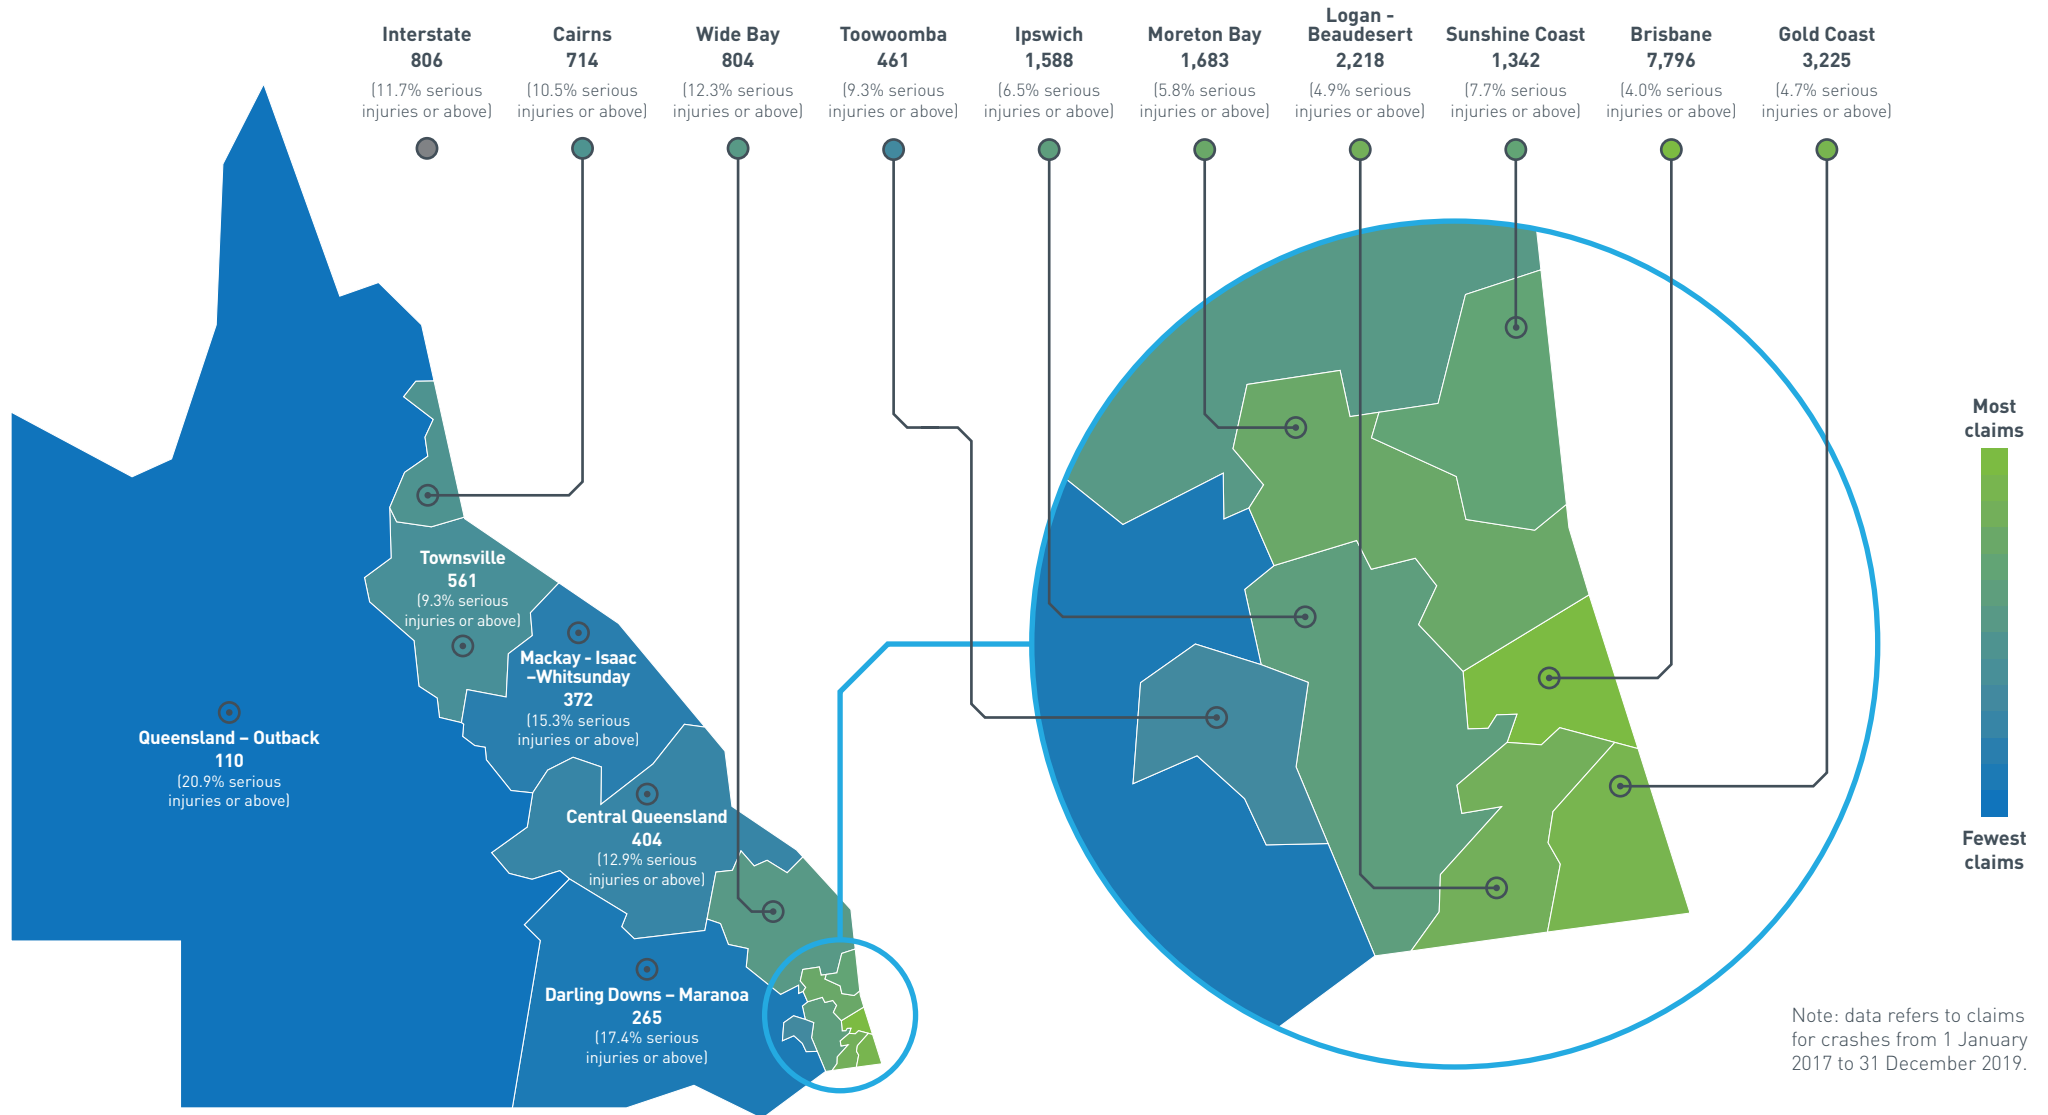 Interstate
806
(11.7% serious
injuries or above)
Cairns
714
(10.5% serious
injuries or above)
Wide Bay
804
(12.3% serious
injuries or above)
Toowoomba
461
(9.3% serious
injuries or above)
Ipswich
1,588
(6.5% serious
injuries or above)
Moreton Bay
1,683
(5.8% serious
injuries or above)
Logan -
Beaudesert
2,218
(4.9% serious
injuries or above)
Sunshine Coast
1,342
(7.7% serious
injuries or above)
Brisbane
7,796
(4.0% serious
injuries or above)
Gold Coast
3,225
(4.7% serious
injuries or above)
Townsville
561
(9.3% serious
injuries or above)
Mackay - Isaac
–Whitsunday
372
(15.3% serious
injuries or above)
Queensland – Outback
110
(20.9% serious
injuries or above)
Central Queensland
404
(12.9% serious
injuries or above)
Darling Downs – Maranoa
265
(17.4% serious
injuries or above)
Most
claims
Fewest
claims
Note: data refers to claims
for crashes from 1 January
2017 to 31 December 2019.